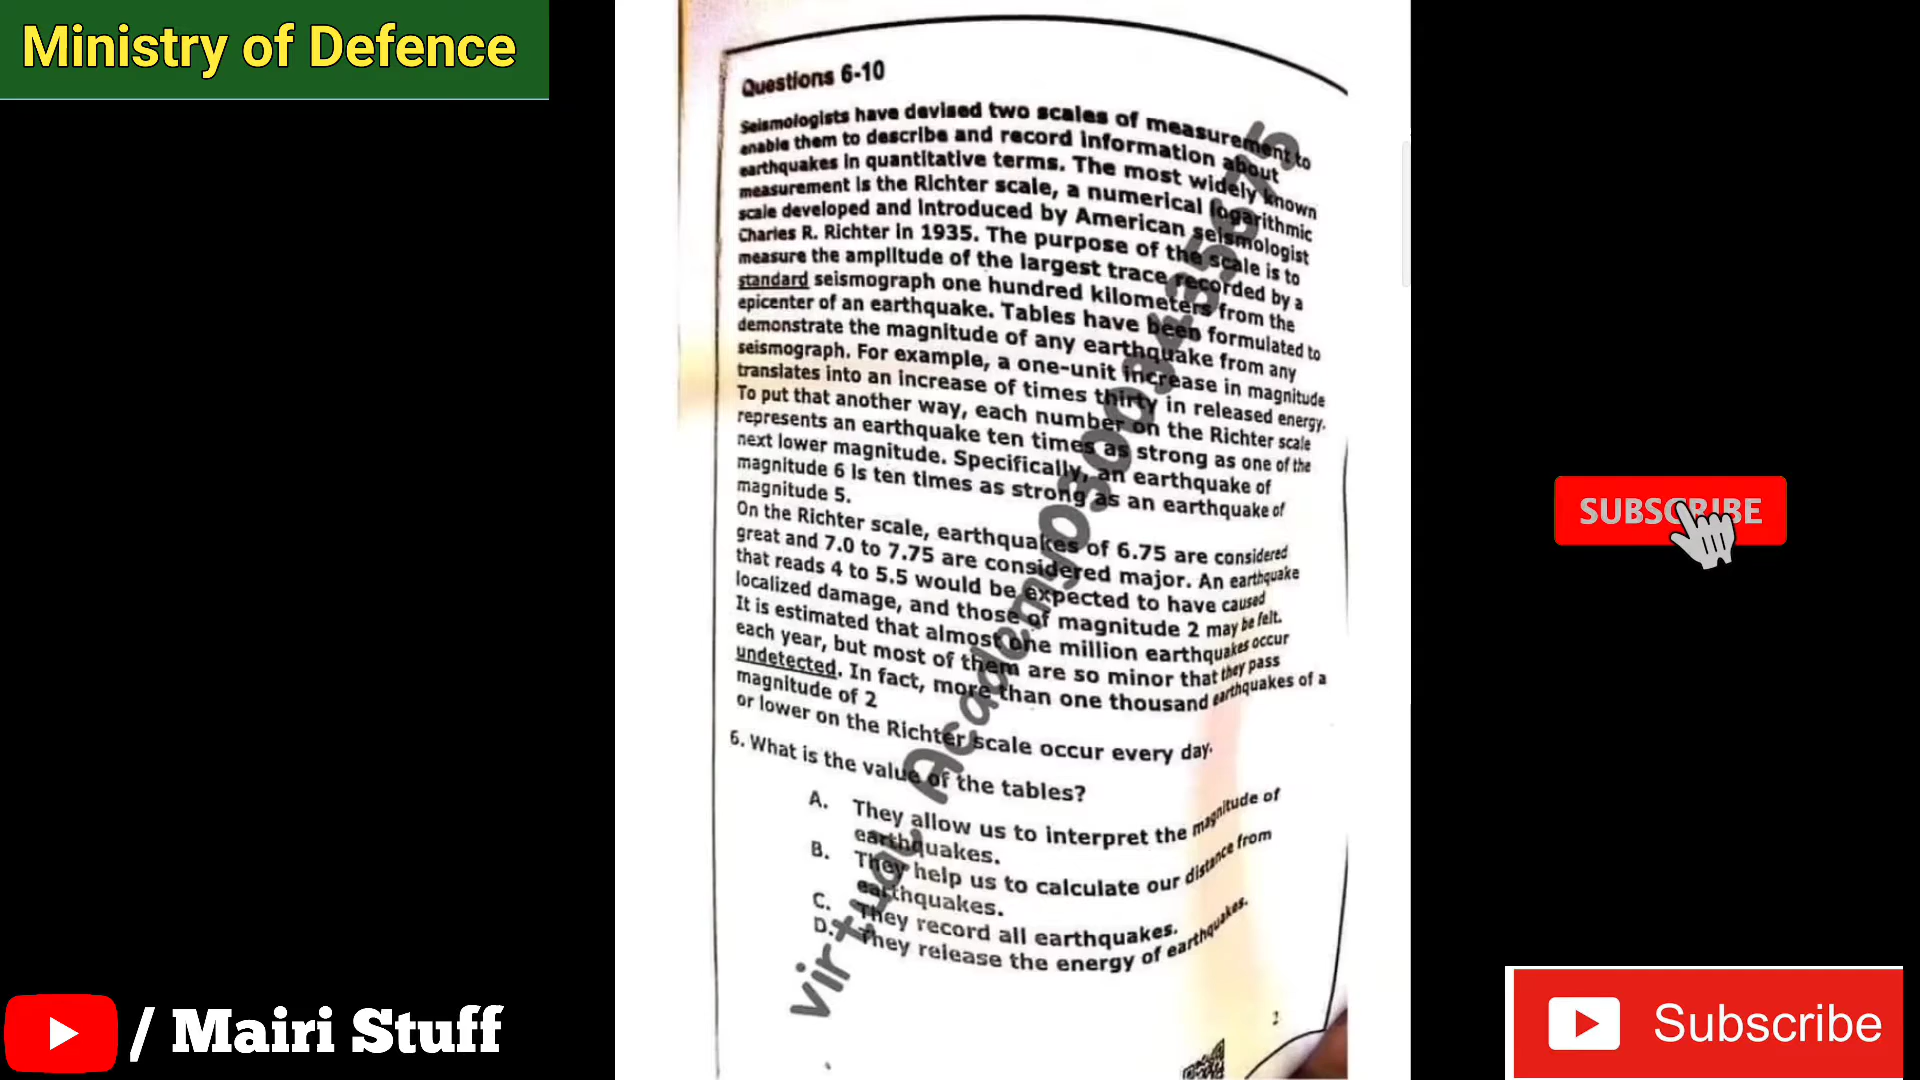 Ministry of Defence
Questions 6-10
Seismologists have devised two scales of measurement to
enable them to describe and record information about
earthquakes in quantitative terms. The most widely known
measurement is the Richter scale, a numerical logarithmic
scale developed and introduced by American seismologist
Charles R. Richter in 1935. The purpose of the scale is to
measure the amplitude of the largest trace recorded by a
standard seismograph one hundred kilometers from the
epicenter of an earthquake. Tables have been formulated to
demonstrate the magnitude of any earthquake from any
seismograph. For example, a one-unit increase in magnitude
translates into an increase of times thirty in released energy.
To put that another way, each number on the Richter scale
represents an earthquake ten times as strong as one of the
next lower magnitude. Specifically, an earthquake of
magnitude 6 is ten times as strong as an earthquake of
magnitude 5.
On the Richter scale, earthquakes of 6.75 are considered
great and 7.0 to 7.75 are considered major. An earthquake
that reads 4 to 5.5 would be expected to have caused
localized damage, and those of magnitude 2 may be felt.
It is estimated that almost one million earthquakes occur
each year, but most of them are so minor that they pass
undetected. In fact, more than one thousand earthquakes of a
magnitude of 2
or lower on the Richter scale occur every day.
6. What is the value of the tables?
A. They allow us to interpret the magnitude of
earthquakes.
B. They help us to calculate our distance from
earthquakes.
C. They record all earthquakes.
D. They release the energy of earthquakes.
2
Virtual Academy03003435675
SUBSCRIBE
/ Mairi Stuff
Subscribe